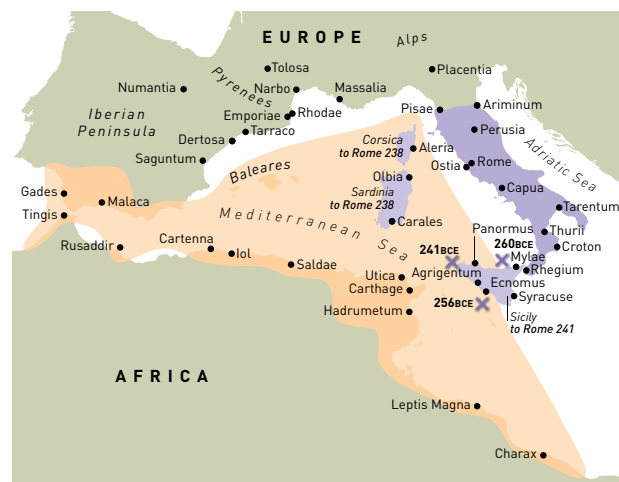 EUROPE
Alps
Tolosa
Placentia
Numantia
Pyrenees
Narbo
Massalia
Iberian
Peninsula
Emporiae
Rhodae
Pisae
Ariminum
Tarraco
Dertosa
Perusia
Adriatic Sea
Corsica
to Rome 238
Aleria
Saguntum
Baleares
Ostia
Rome
Olbia
Capua
Gades
Malaca
Sardinia
to Rome 238
Tarentum
Tingis
Mediterranean Sea
Carales
Panormus
Thurii
Rusaddir
Cartenna
Iol
241BCE
260BCE
Croton
Mylae
Saldae
Utica
Agrigentum
Rhegium
Carthage
Ecnomus
Syracuse
Hadrumetum
256BCE
Sicily
to Rome 241
AFRICA
Leptis Magna
Charax